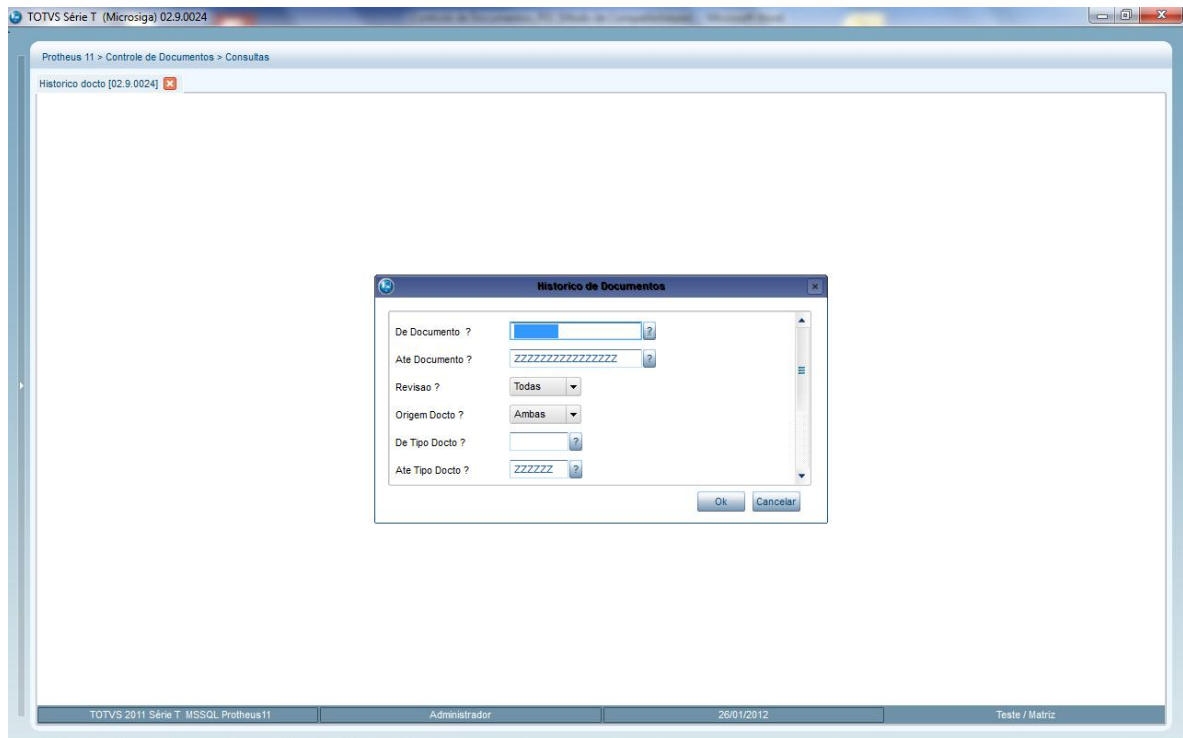 TOTVS Série T (Microsiga) 02.9.0024
Protheus 11 > Controle de Documentos > Consultas
Historico docto [02.9.0024]
Historico de Documentos
De Documento ?
Ate Documento ? ZZZZZZZZZZZZZZZZ
Revisao ? Todas
Origem Docto ? Ambas
De Tipo Docto ?
Ate Tipo Docto ? ZZZZZZ
Ok Cancelar
TOTVS 2011 Série T MSSQL Protheus11 Administrador 26/01/2012 Teste / Matriz